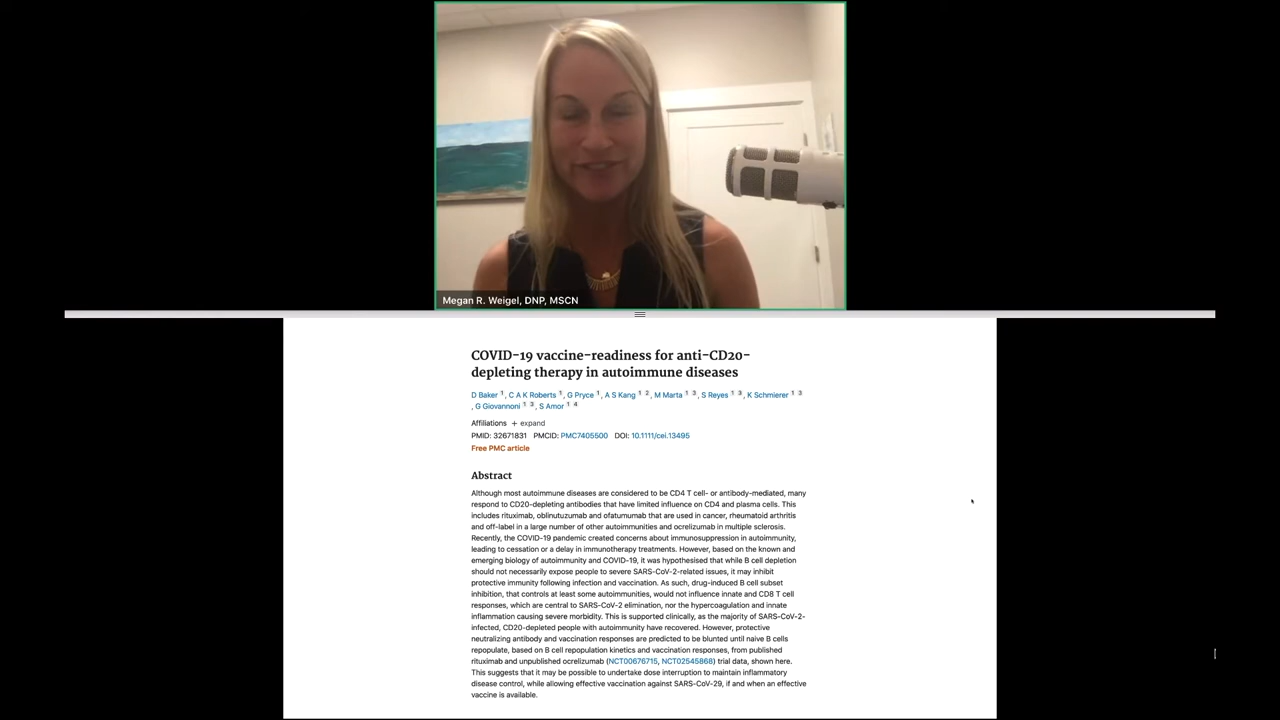 Megan R. Weigel, DNP, MSCN
COVID-19 vaccine-readiness for anti-CD20-
depleting therapy in autoimmune diseases
D Baker 1, C A K Roberts 1, G Pryce 1, A S Kang 1 2, M Marta 1 3, S Reyes 1 3, K Schmierer 1 3
, G Giovannoni 1 3, S Amor 1 4
Affiliations + expand
PMID: 32671831 PMCID: PMC7405500 DOI: 10.1111/cei.13495
Free PMC article
Abstract
Although most autoimmune diseases are considered to be CD4 T cell- or antibody-mediated, many
respond to CD20-depleting antibodies that have limited influence on CD4 and plasma cells. This
includes rituximab, oblinutuzumab and ofatumumab that are used in cancer, rheumatoid arthritis
and off-label in a large number of other autoimmunities and ocrelizumab in multiple sclerosis.
Recently, the COVID-19 pandemic created concerns about immunosuppression in autoimmunity,
leading to cessation or a delay in immunotherapy treatments. However, based on the known and
emerging biology of autoimmunity and COVID-19, it was hypothesised that while B cell depletion
should not necessarily expose people to severe SARS-CoV-2-related issues, it may inhibit
protective immunity following infection and vaccination. As such, drug-induced B cell subset
inhibition, that controls at least some autoimmunities, would not influence innate and CD8 T cell
responses, which are central to SARS-CoV-2 elimination, nor the hypercoagulation and innate
inflammation causing severe morbidity. This is supported clinically, as the majority of SARS-CoV-2-
infected, CD20-depleted people with autoimmunity have recovered. However, protective
neutralizing antibody and vaccination responses are predicted to be blunted until naive B cells
repopulate, based on B cell repopulation kinetics and vaccination responses, from published
rituximab and unpublished ocrelizumab (NCT00676715, NCT02545868) trial data, shown here.
This suggests that it may be possible to undertake dose interruption to maintain inflammatory
disease control, while allowing effective vaccination against SARS-CoV-29, if and when an effective
vaccine is available.